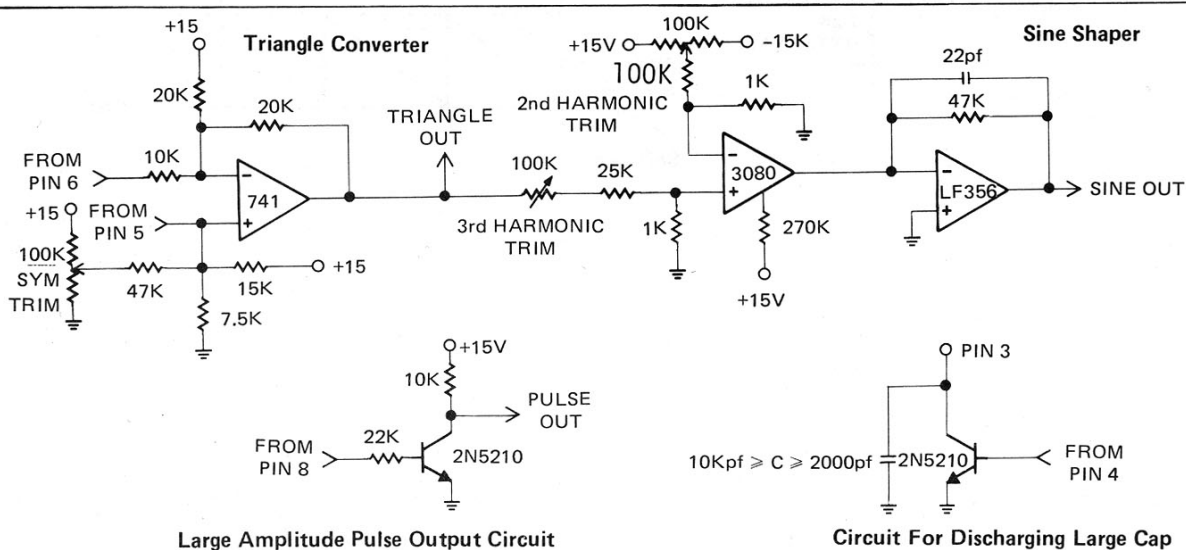 Triangle Converter
+15
20K
20K
FROM
PIN 6
10K
−
741
+
FROM
PIN 5
+15
100K
SYM
TRIM
47K
15K
+15
7.5K
TRIANGLE
OUT
100K
3rd HARMONIC
TRIM
25K
1K
Sine Shaper
+15V
100K
−15K
100K
2nd HARMONIC
TRIM
1K
−
3080
+
270K
+15V
22pf
47K
−
LF356
+
SINE OUT
+15V
10K
PULSE
OUT
FROM
PIN 8
22K
2N5210
Large Amplitude Pulse Output Circuit
PIN 3
10Kpf ⩾ C ⩾ 2000pf
2N5210
FROM
PIN 4
Circuit For Discharging Large Cap